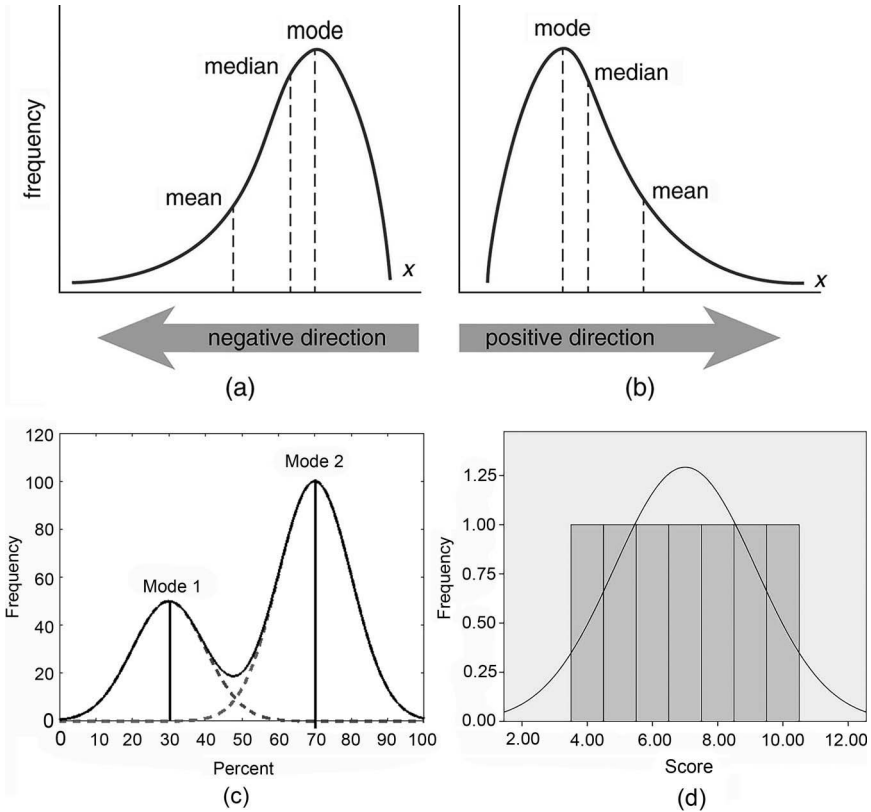 mode
median
mean
frequency
x
negative direction
(a)
mode
median
mean
x
positive direction
(b)
120
100
80
60
40
20
0
Frequency
Mode 1
Mode 2
0 10 20 30 40 50 60 70 80 90 100
Percent
(c)
1.25
1.00
0.75
0.50
0.25
0.00
Frequency
2.00 4.00 6.00 8.00 10.00 12.00
Score
(d)